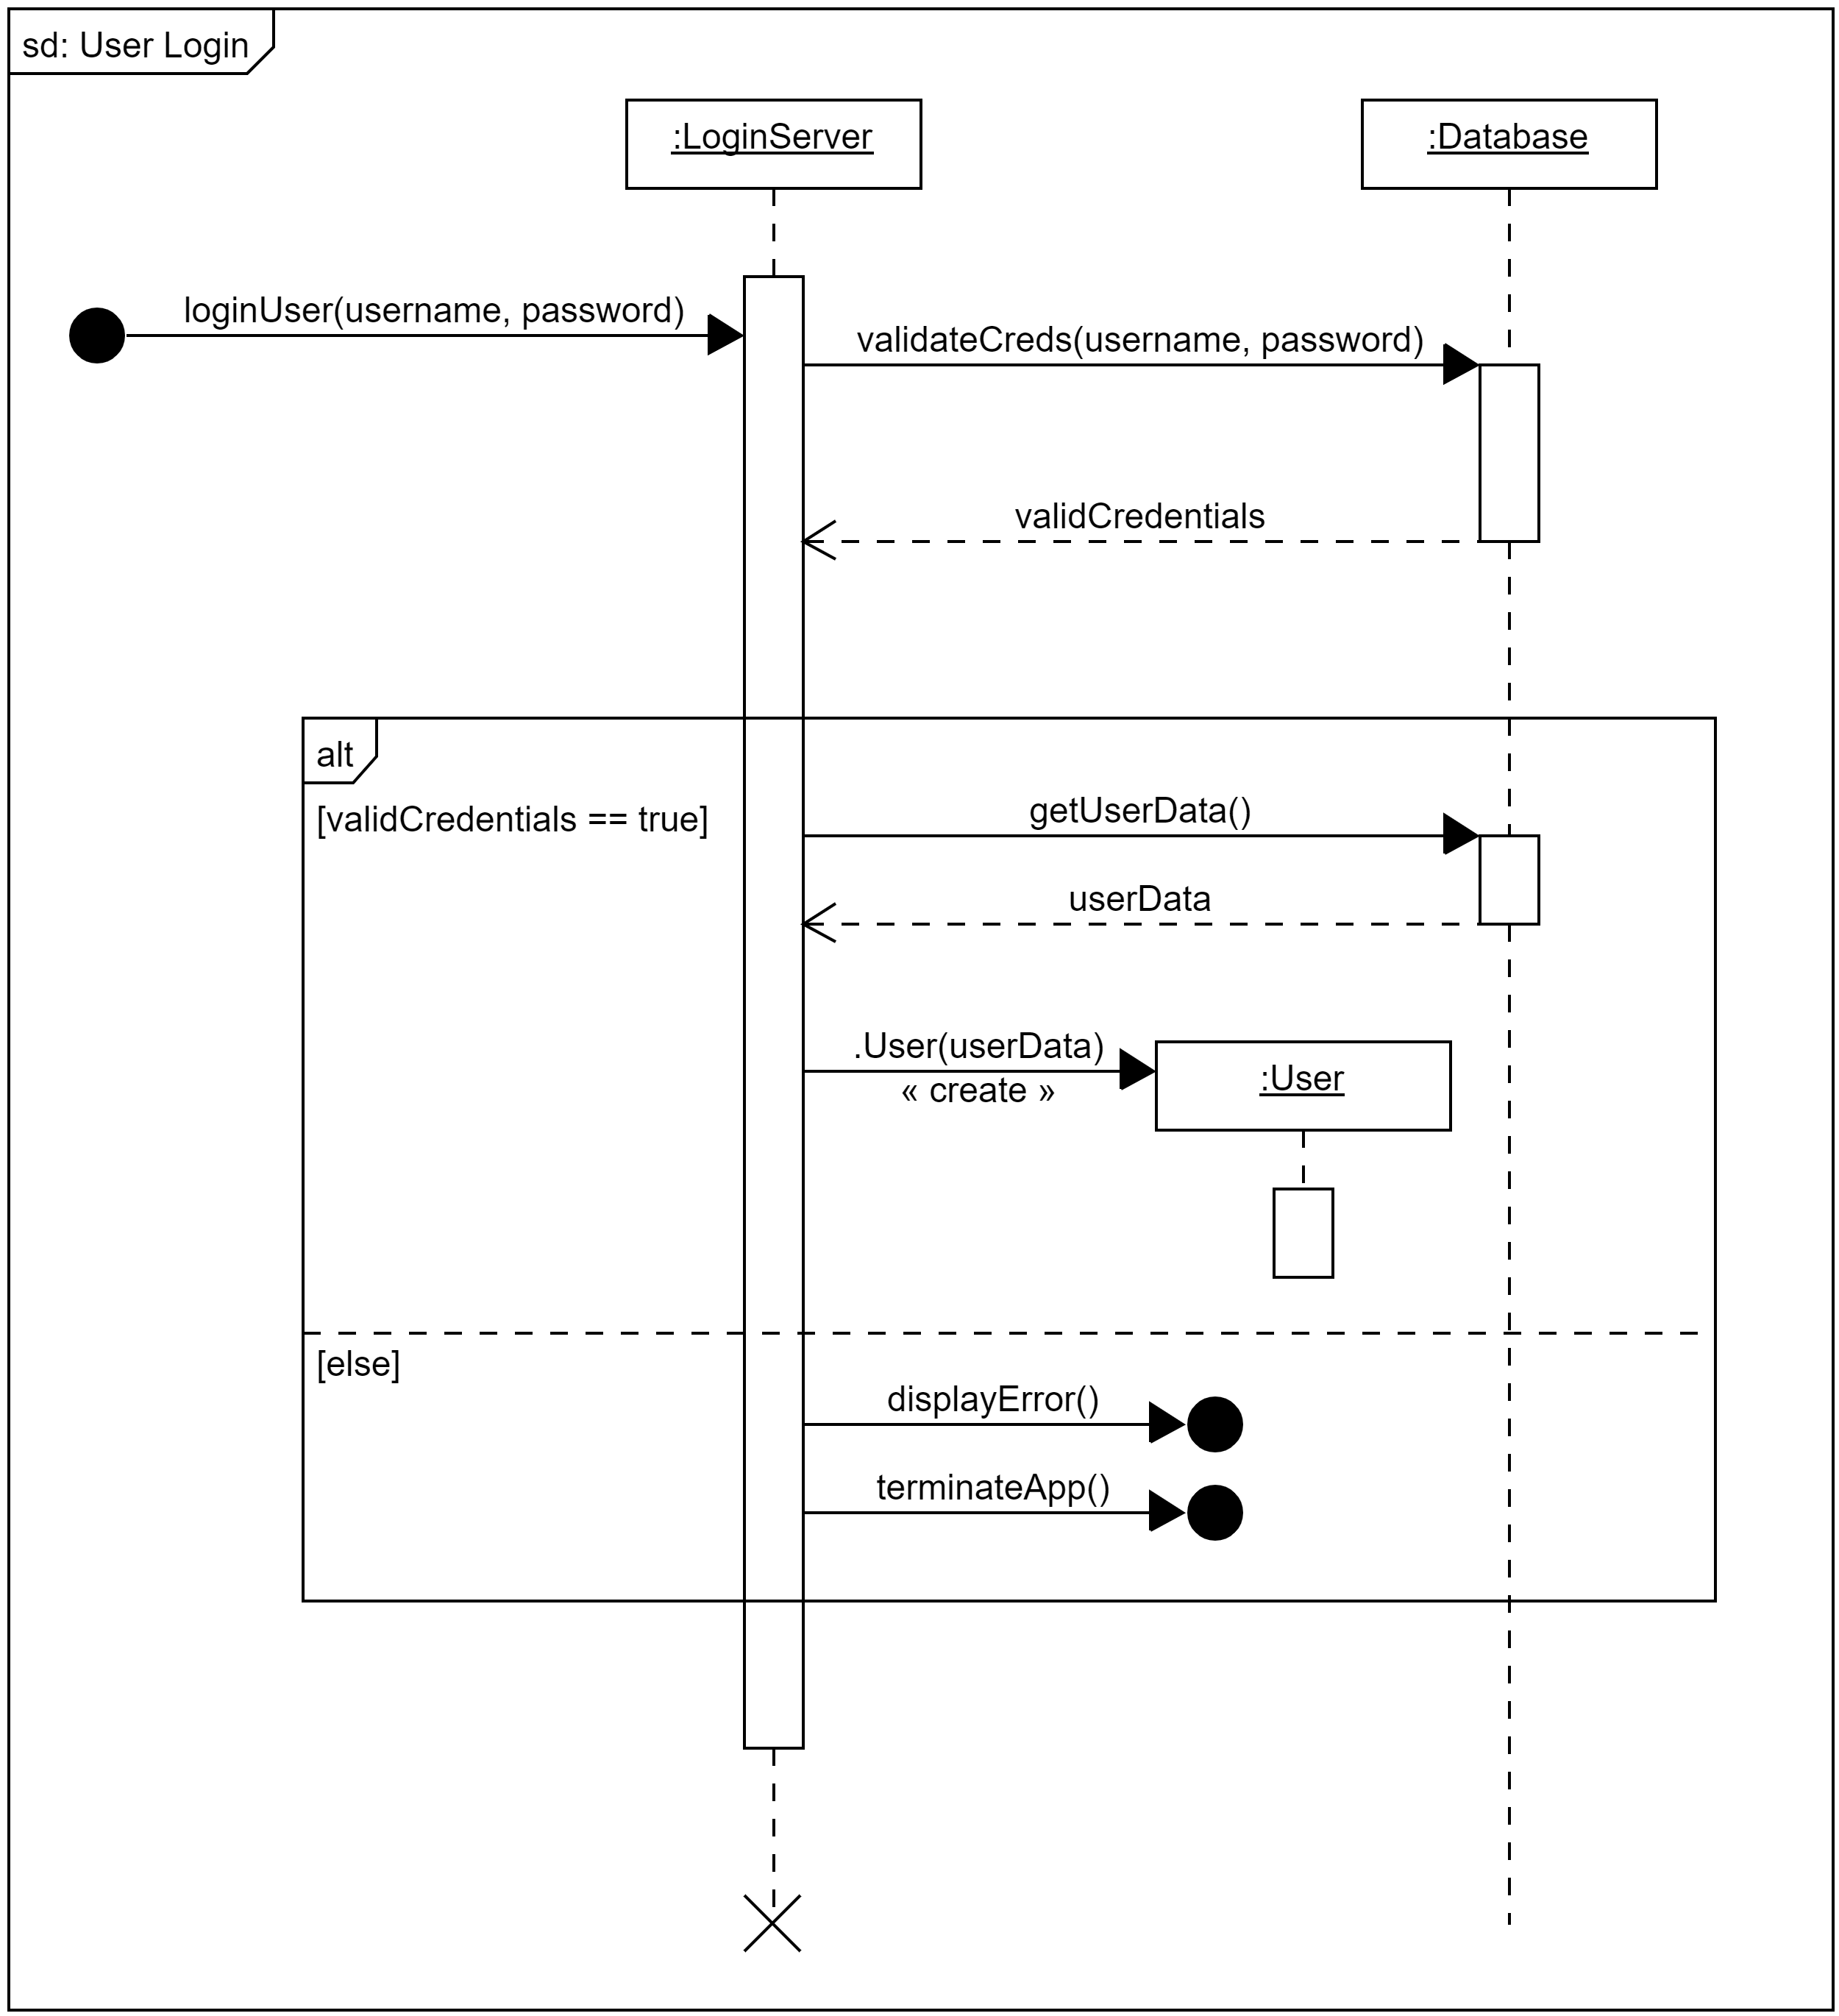 sd: User Login
:LoginServer
:Database
loginUser(username, password)
validateCreds(username, password)
validCredentials
alt
[validCredentials == true]
getUserData()
userData
.User(userData)
« create »
:User
[else]
displayError()
terminateApp()